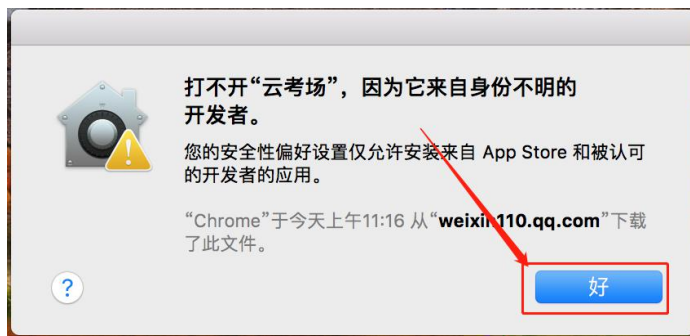 打不开“云考场”，因为它来自身份不明的
开发者。
您的安全性偏好设置仅允许安装来自 App Store 和被认可
的开发者的应用。
“Chrome”于今天上午11:16 从“weixin110.qq.com”下载
了此文件。
?
好